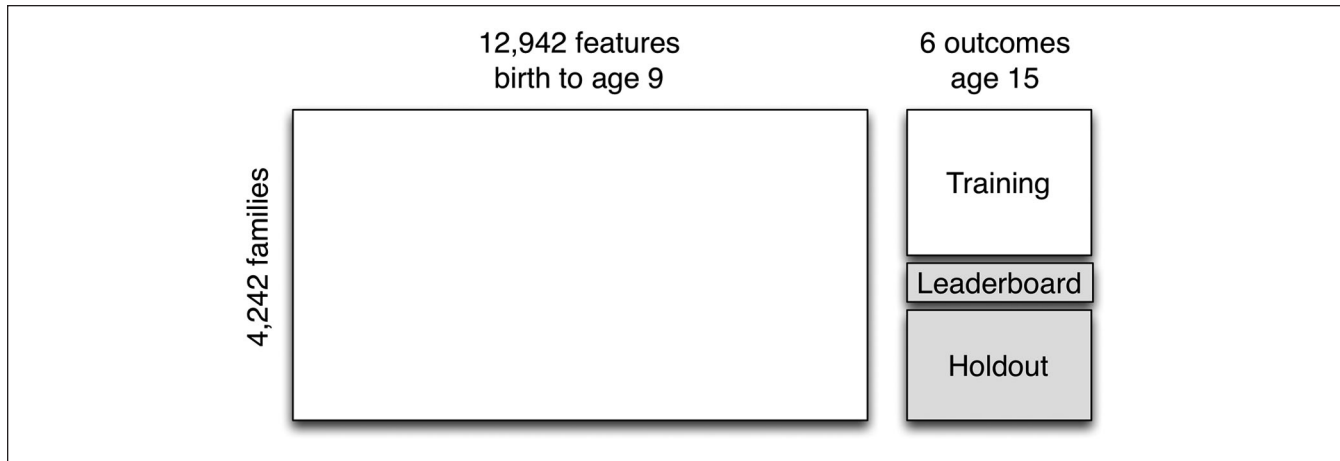 12,942 features
birth to age 9
6 outcomes
age 15
4,242 families
Training
Leaderboard
Holdout